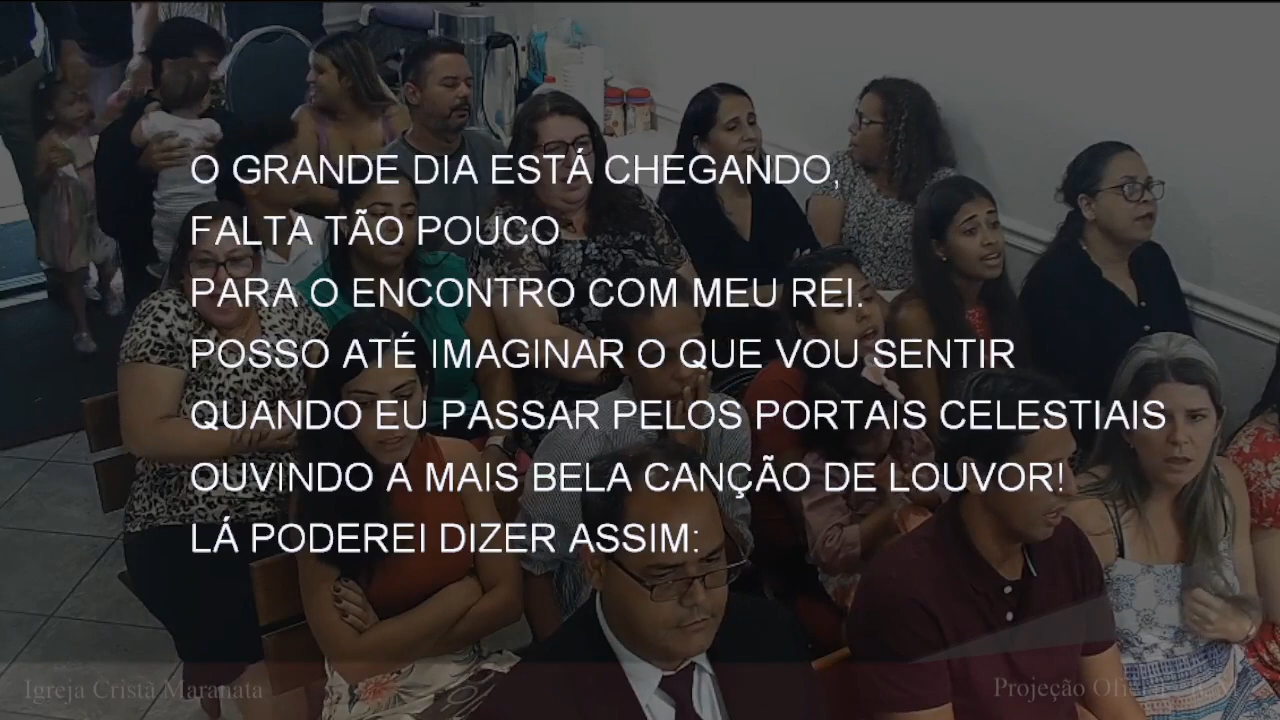 O GRANDE DIA ESTÁ CHEGANDO,
FALTA TÃO POUCO
PARA O ENCONTRO COM MEU REI.
POSSO ATÉ IMAGINAR O QUE VOU SENTIR
QUANDO EU PASSAR PELOS PORTAIS CELESTIAIS
OUVINDO A MAIS BELA CANÇÃO DE LOUVOR!
LÁ PODEREI DIZER ASSIM:
Igreja Cristã Maranata
Projeção